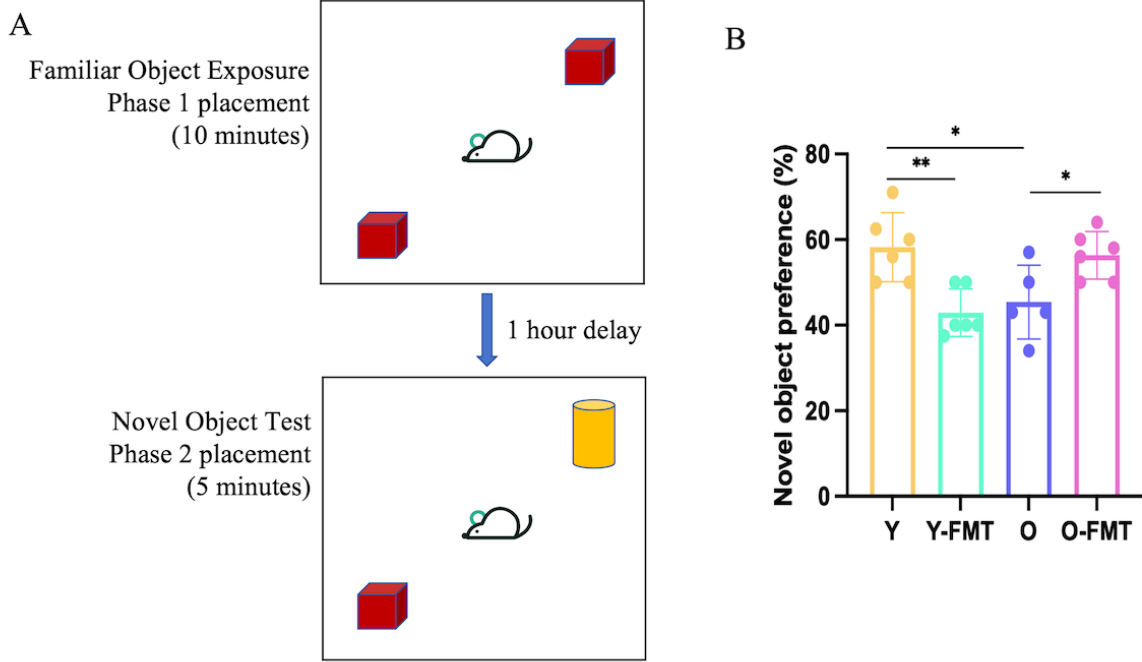 A
Familiar Object Exposure
Phase 1 placement
(10 minutes)
1 hour delay
Novel Object Test
Phase 2 placement
(5 minutes)
B
*
**
*
Novel object preference (%)
80
60
40
20
0
Y
Y-FMT
O
O-FMT